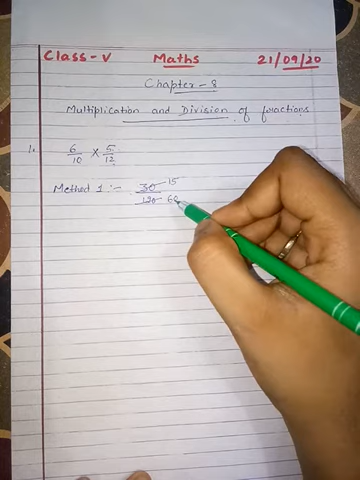 Class-V Maths 21/09/20
Chapter - 8
Multiplication and Division of fractions.
1. 6/10 × 5/12
Method 1 :- 30/120 15/60